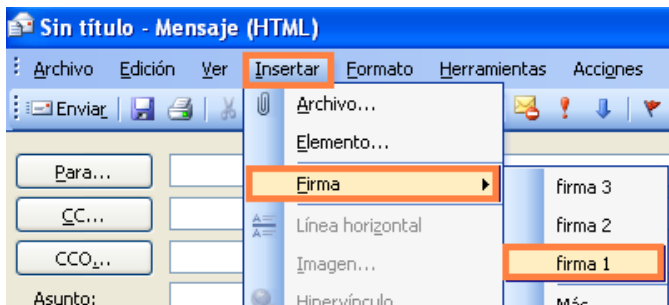 Sin título - Mensaje (HTML)
Archivo Edición Ver Insertar Formato Herramientas Acciones
Enviar
Archivo...
Elemento...
Para...
Firma
firma 3
CC...
Línea horizontal
firma 2
CCO...
Imagen...
firma 1
Asunto:
Hipervínculo
Más